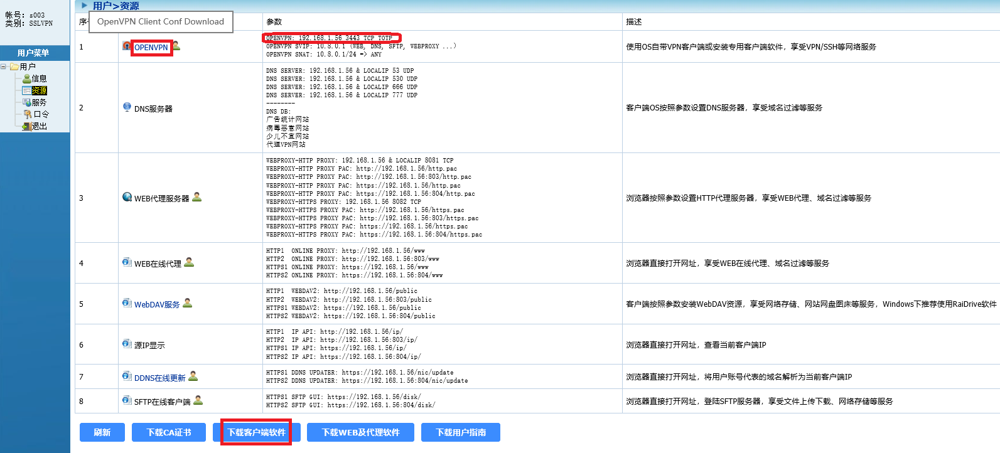 帐号: s003
类别: SSLVPN
用户菜单
用户
信息
资源
服务
口令
退出
用户>资源
序
OpenVPN Client Conf Download
参数
描述
1
OPENVPN
OPENVPN: 192.168.1.56 3443 TCP TOTP
OPENVPN SVIP: 10.8.0.1 (WEB, DNS, SFTP, WEBPROXY ...)
OPENVPN SNAT: 10.8.0.1/24 => ANY
使用OS自带VPN客户端或安装专用客户端软件，享受VPN/SSH等网络服务
2
DNS服务器
DNS SERVER: 192.168.1.56 & LOCALIP 53 UDP
DNS SERVER: 192.168.1.56 & LOCALIP 530 UDP
DNS SERVER: 192.168.1.56 & LOCALIP 666 UDP
DNS SERVER: 192.168.1.56 & LOCALIP 777 UDP
--------
DNS DB:
广告统计网站
病毒恶意网站
少儿不宜网站
代理VPN网站
客户端OS按照参数设置DNS服务器，享受域名过滤等服务
3
WEB代理服务器
WEBPROXY-HTTP PROXY: 192.168.1.56 & LOCALIP 8081 TCP
WEBPROXY-HTTP PROXY PAC: http://192.168.1.56/http.pac
WEBPROXY-HTTP PROXY PAC: http://192.168.1.56:803/http.pac
WEBPROXY-HTTP PROXY PAC: https://192.168.1.56/http.pac
WEBPROXY-HTTP PROXY PAC: https://192.168.1.56:804/http.pac
WEBPROXY-HTTPS PROXY: 192.168.1.56 8082 TCP
WEBPROXY-HTTPS PROXY PAC: http://192.168.1.56/https.pac
WEBPROXY-HTTPS PROXY PAC: http://192.168.1.56:803/https.pac
WEBPROXY-HTTPS PROXY PAC: https://192.168.1.56/https.pac
WEBPROXY-HTTPS PROXY PAC: https://192.168.1.56:804/https.pac
浏览器按照参数设置HTTP代理服务器，享受WEB代理、域名过滤等服务
4
WEB在线代理
HTTP1 ONLINE PROXY: http://192.168.1.56/www
HTTP2 ONLINE PROXY: http://192.168.1.56:803/www
HTTPS1 ONLINE PROXY: https://192.168.1.56/www
HTTPS2 ONLINE PROXY: https://192.168.1.56:804/www
浏览器直接打开网址，享受WEB在线代理、域名过滤等服务
5
WebDAV服务
HTTP1 WEBDAV2: http://192.168.1.56/public
HTTP2 WEBDAV2: http://192.168.1.56:803/public
HTTPS1 WEBDAV2: https://192.168.1.56/public
HTTPS2 WEBDAV2: https://192.168.1.56:804/public
客户端按照参数安装WebDAV资源，享受网络存储、网站网盘图床等服务，Windows下推荐使用RaiDrive软件
6
源IP显示
HTTP1 IP API: http://192.168.1.56/ip/
HTTP2 IP API: http://192.168.1.56:803/ip/
HTTPS1 IP API: https://192.168.1.56/ip/
HTTPS2 IP API: https://192.168.1.56:804/ip/
浏览器直接打开网址，查看当前客户端IP
7
DDNS在线更新
HTTPS1 DDNS UPDATER: https://192.168.1.56/nic/update
HTTPS2 DDNS UPDATER: https://192.168.1.56:804/nic/update
浏览器直接打开网址，将用户账号代表的域名解析为当前客户端IP
8
SFTP在线客户端
HTTPS1 SFTP GUI: https://192.168.1.56/disk/
HTTPS2 SFTP GUI: https://192.168.1.56:804/disk/
浏览器直接打开网址，登陆SFTP服务器，享受文件上传下载、网络存储等服务
刷新
下载CA证书
下载客户端软件
下载WEB及代理软件
下载用户指南